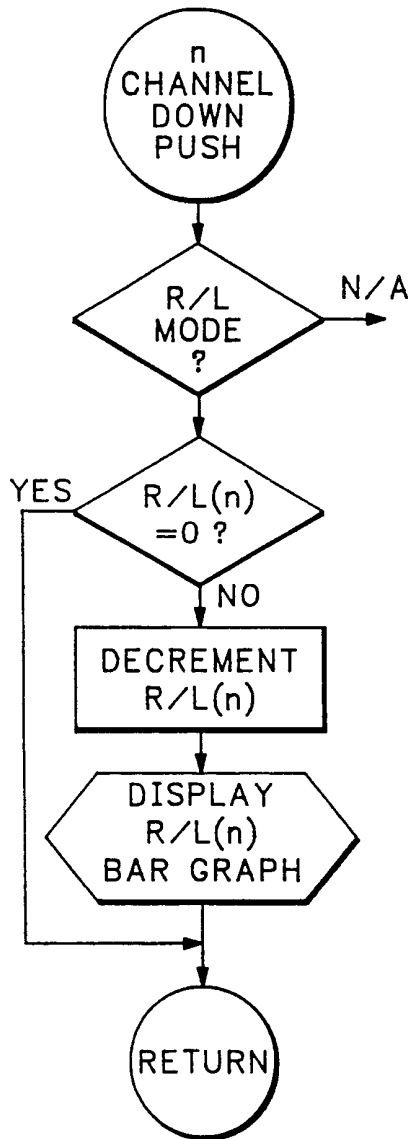 n
CHANNEL
DOWN
PUSH
R/L
MODE
?
N/A
YES
R/L(n)
=0 ?
NO
DECREMENT
R/L(n)
DISPLAY
R/L(n)
BAR GRAPH
RETURN